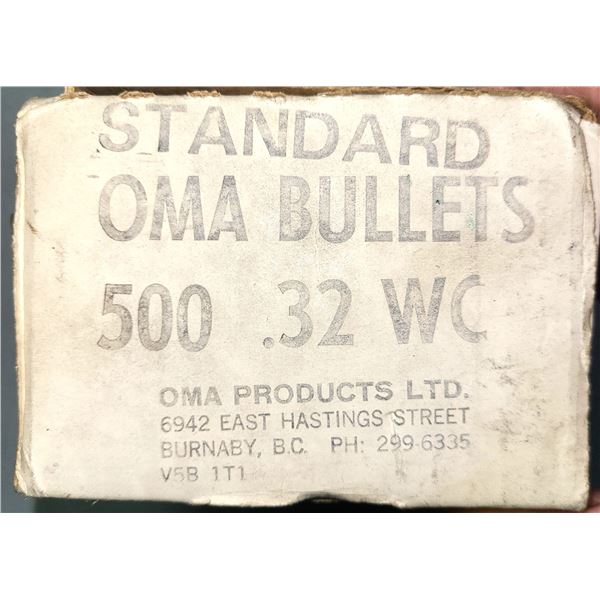 STANDARD
OMA BULLETS
500 .32 WC
OMA PRODUCTS LTD.
6942 EAST HASTINGS STREET
BURNABY, B.C. PH: 299-6335
V5B 1T1